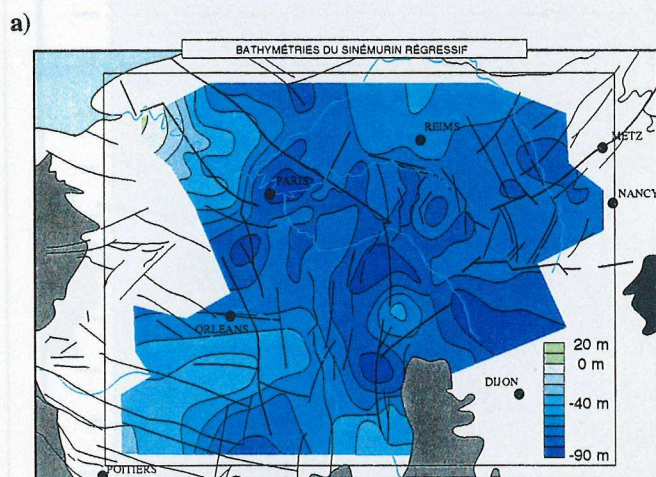 a)
BATHYMÉTRIES DU SINÉMURIN RÉGRESSIF
REIMS
METZ
PARIS
NANCY
ORLEANS
20 m
0 m
-40 m
-90 m
DIJON
POITIERS